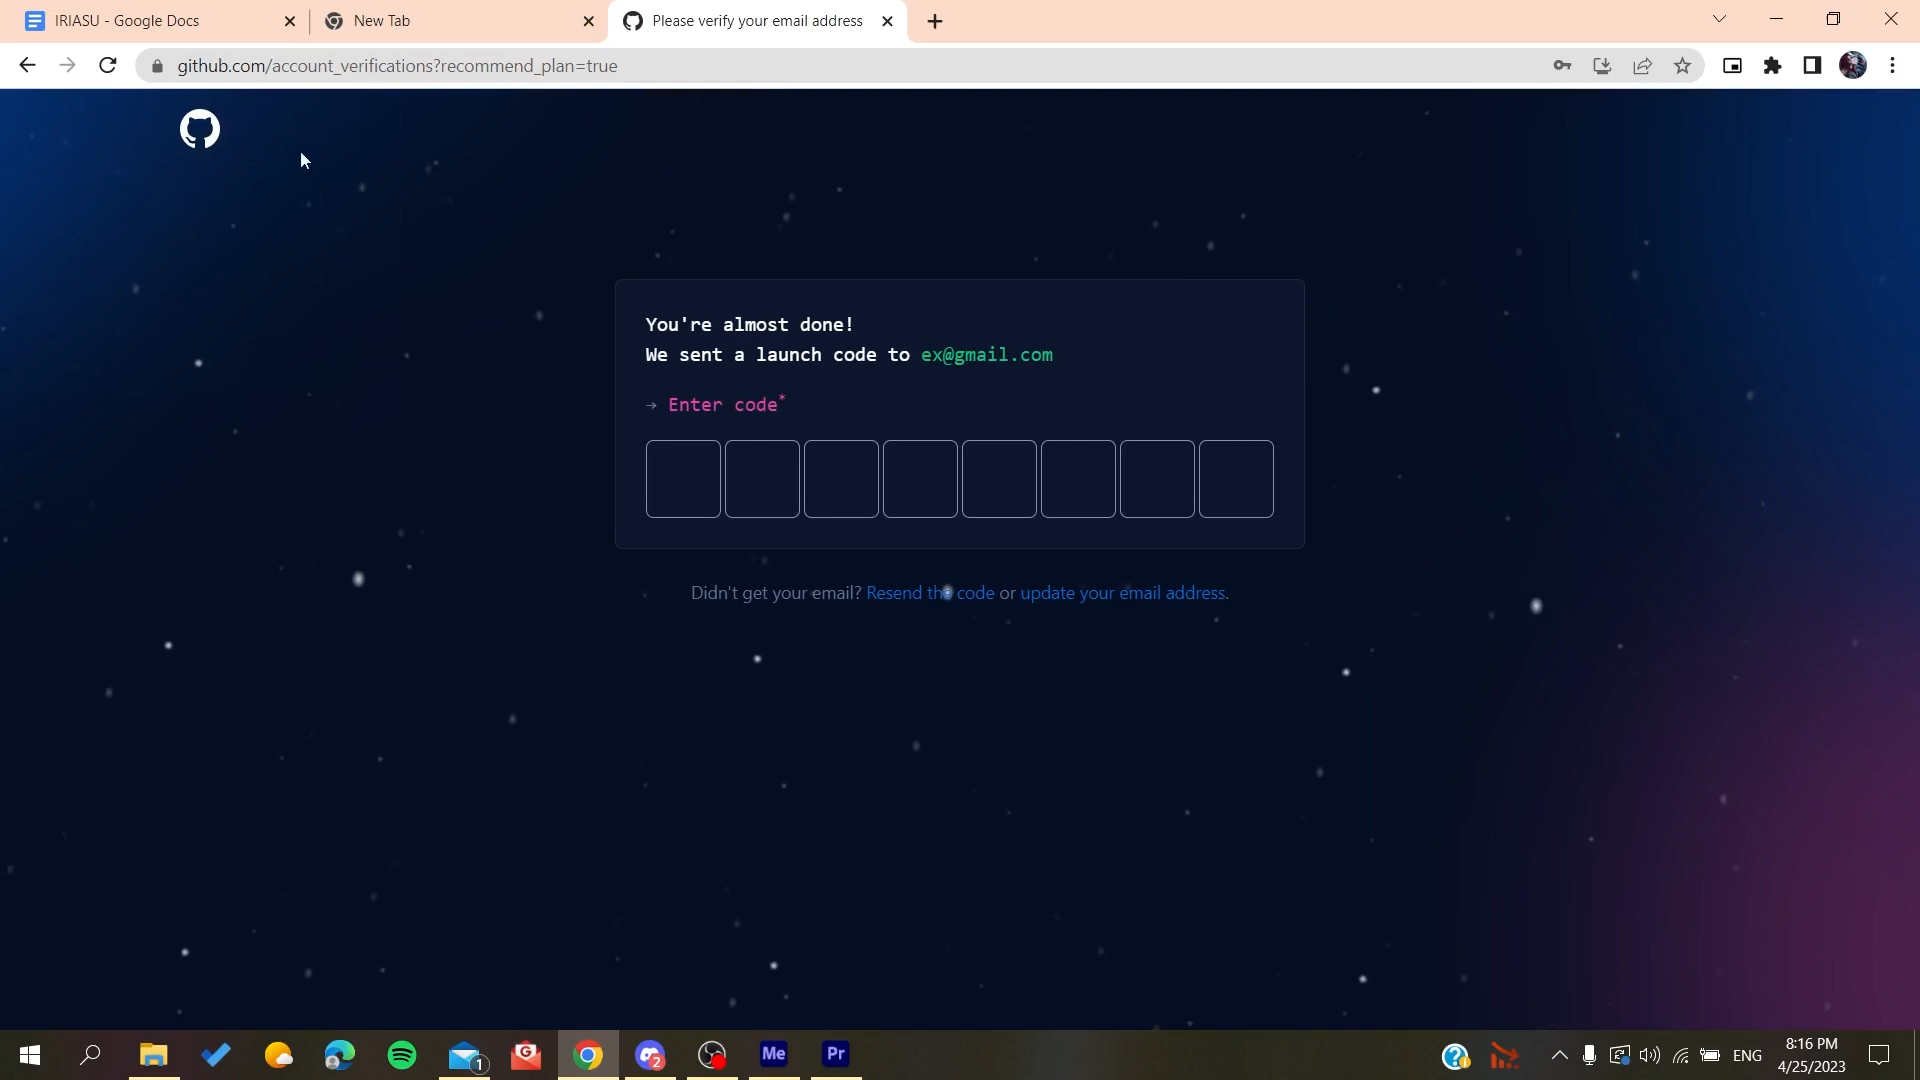 IRIASU - Google Docs
New Tab
Please verify your email address
github.com/account_verifications?recommend_plan=true
You're almost done!
We sent a launch code to ex@gmail.com
→ Enter code*
Didn't get your email? Resend the code or update your email address.
1
G
2
Me
Pr
ENG
8:16 PM
4/25/2023